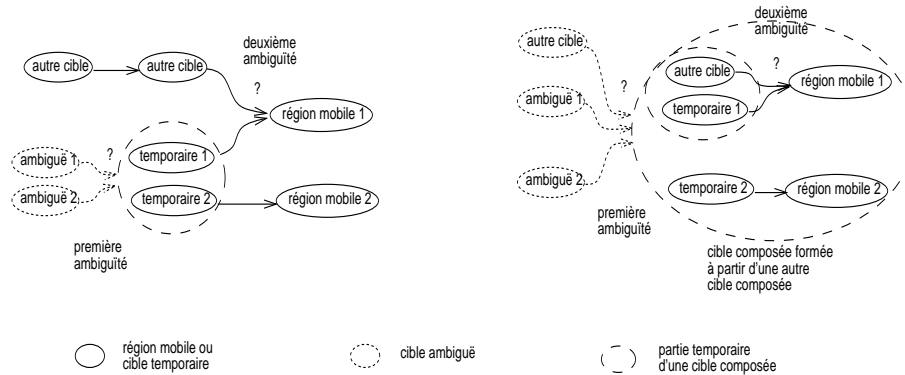 deuxième
ambiguïté
autre cible
autre cible
?
région mobile 1
ambiguë 1
?
temporaire 1
ambiguë 2
temporaire 2
région mobile 2
première
ambiguïté
deuxième
ambiguïté
autre cible
?
?
autre cible
région mobile 1
ambiguë 1
temporaire 1
ambiguë 2
temporaire 2
région mobile 2
première
ambiguïté
cible composée formée
à partir d'une autre
cible composée
région mobile ou
cible temporaire
cible ambiguë
partie temporaire
d'une cible composée